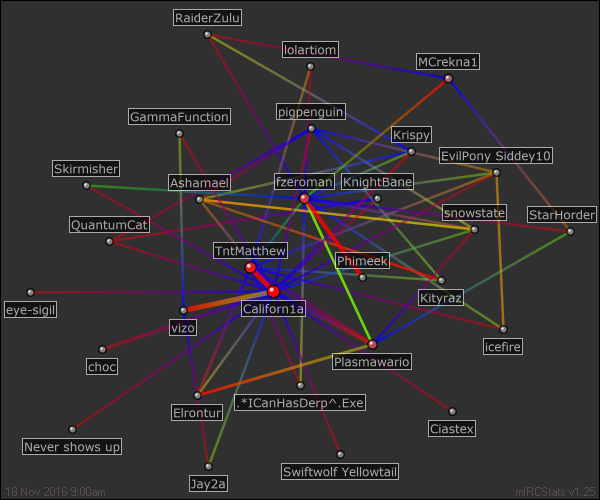 RaiderZulu
lolartiom
MCrekna1
GammaFunction
pigpenguin
Krispy
EvilPony Siddey10
Skirmisher
Ashamael
fzeroman
KnightBane
QuantumCat
snowstate
StarHorder
TntMatthew
Phimeek
Kityraz
eye-sigil
Californ1a
vizo
icefire
choc
Plasmawario
Elrontur
.*ICanHasDerp^.Exe
Ciastex
Never shows up
Jay2a
Swiftwolf Yellowtail
18 Nov 2016 9:00am
mIRCStats v1.25